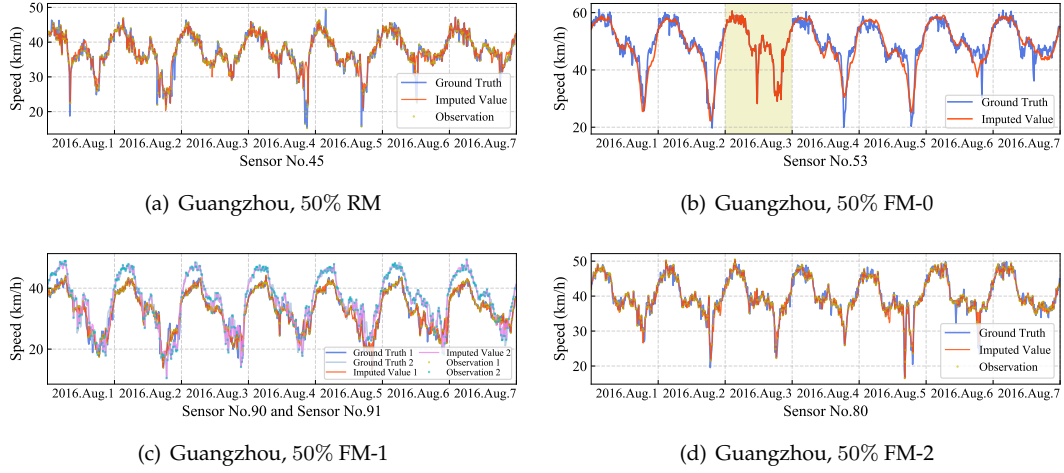 Speed (km/h)
50
40
30
20
Ground Truth
Imputed Value
Observation
2016.Aug.1 2016.Aug.2 2016.Aug.3 2016.Aug.4 2016.Aug.5 2016.Aug.6 2016.Aug.7
Sensor No.45
(a) Guangzhou, 50% RM
Speed (km/h)
60
40
20
Ground Truth
Imputed Value
2016.Aug.1 2016.Aug.2 2016.Aug.3 2016.Aug.4 2016.Aug.5 2016.Aug.6 2016.Aug.7
Sensor No.53
(b) Guangzhou, 50% FM-0
Speed (km/h)
40
20
Ground Truth 1 Imputed Value 2
Ground Truth 2 Observation 1
Imputed Value 1 Observation 2
2016.Aug.1 2016.Aug.2 2016.Aug.3 2016.Aug.4 2016.Aug.5 2016.Aug.6 2016.Aug.7
Sensor No.90 and Sensor No.91
(c) Guangzhou, 50% FM-1
Speed (km/h)
50
40
30
20
Ground Truth
Imputed Value
Observation
2016.Aug.1 2016.Aug.2 2016.Aug.3 2016.Aug.4 2016.Aug.5 2016.Aug.6 2016.Aug.7
Sensor No.80
(d) Guangzhou, 50% FM-2